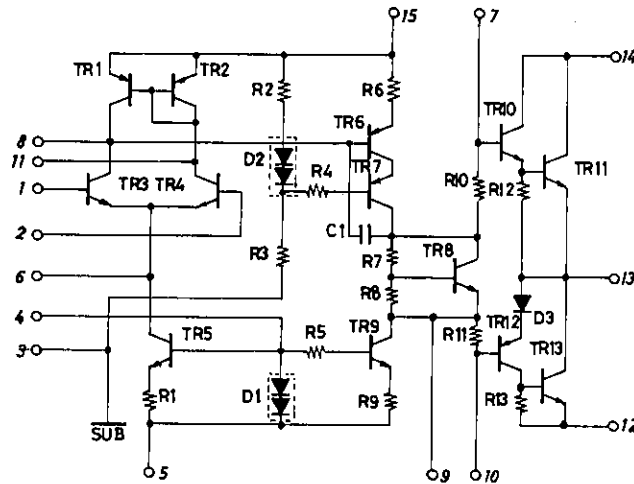 15 7
14
TR1 TR2
R2 R6
TR10
8 TR6
11 D2 TR7 TR11
1 TR3 TR4 R4 R10 R12
2 C1
R3 R7 TR8
6 13
R8
4 D3
TR5 R5 TR9 R11 TR12
3 TR13
R1 D1 R9 R13
SUB 12
5 9 10